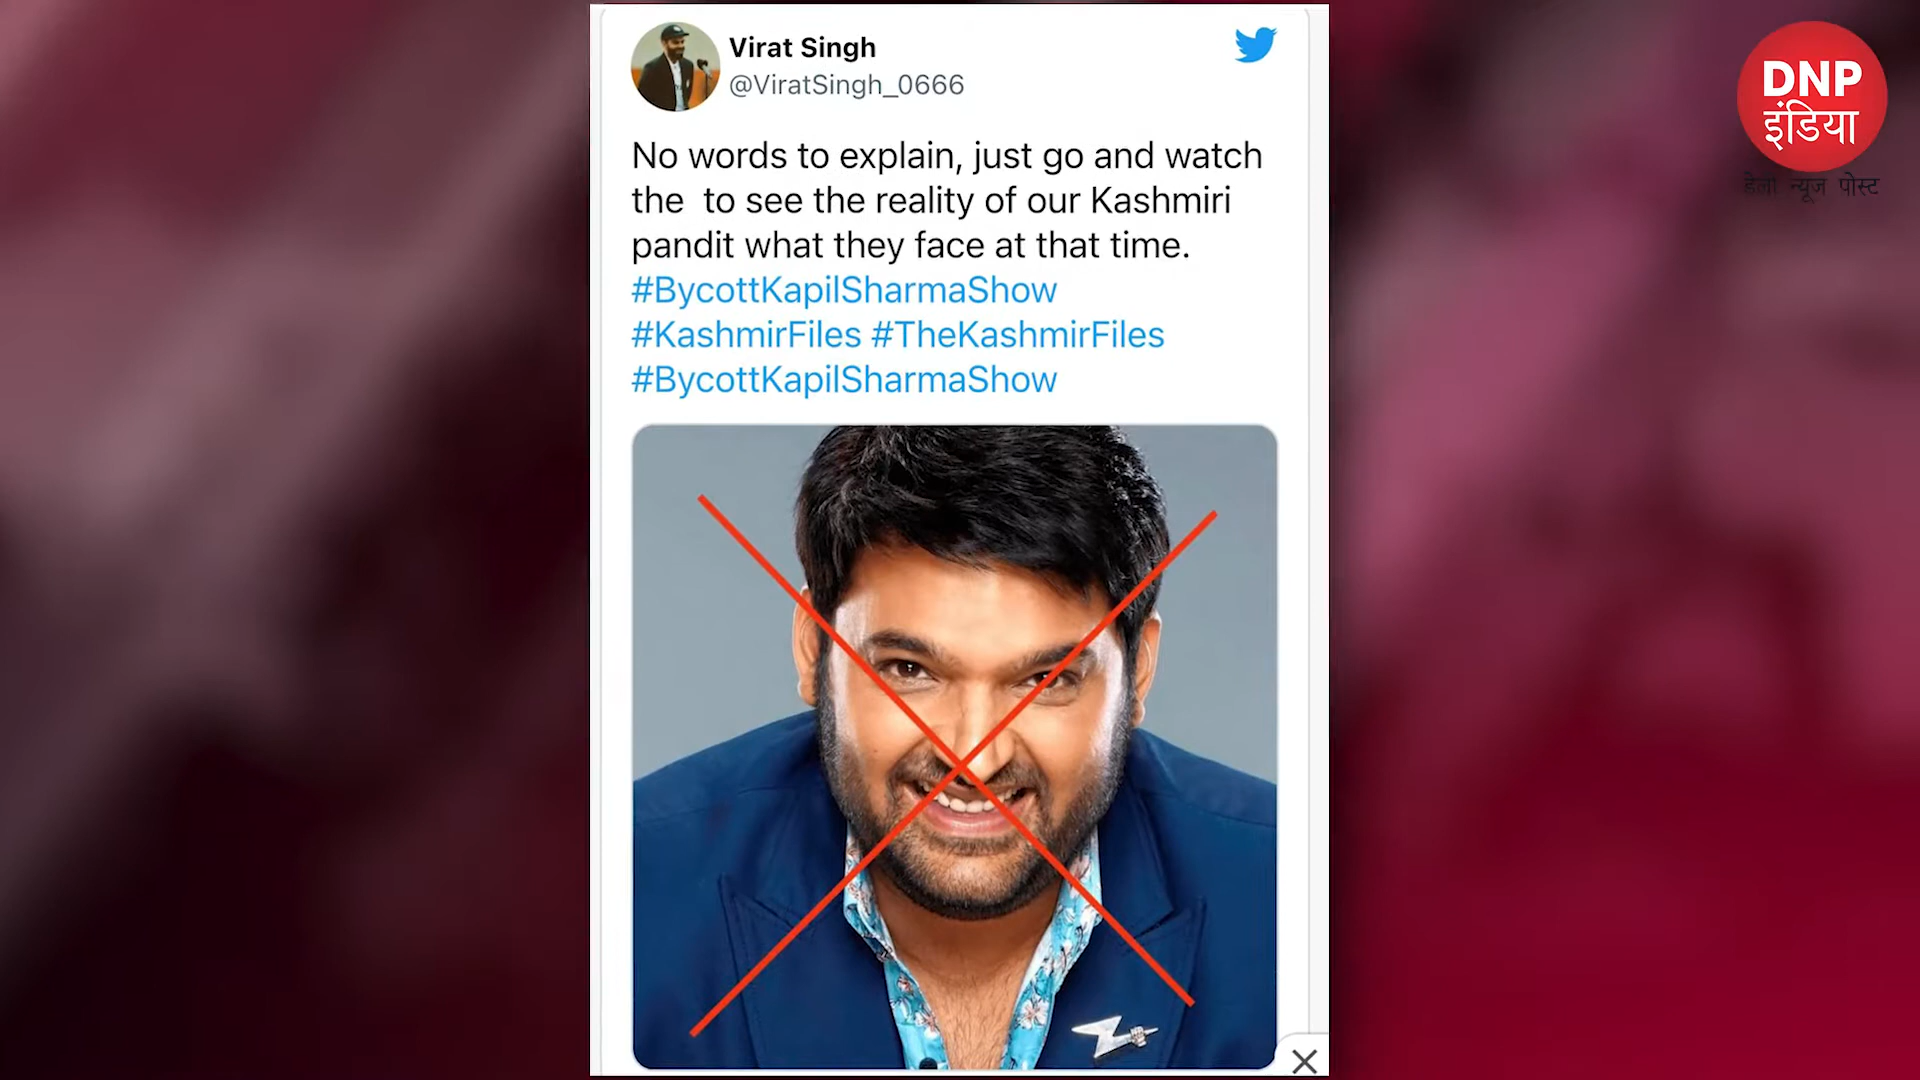 Virat Singh
@ViratSingh_0666
No words to explain, just go and watch
the  to see the reality of our Kashmiri
pandit what they face at that time.
#BycottKapilSharmaShow
#KashmirFiles #TheKashmirFiles
#BycottKapilSharmaShow
DNP
इंडिया
डेली न्यूज़ पोस्ट